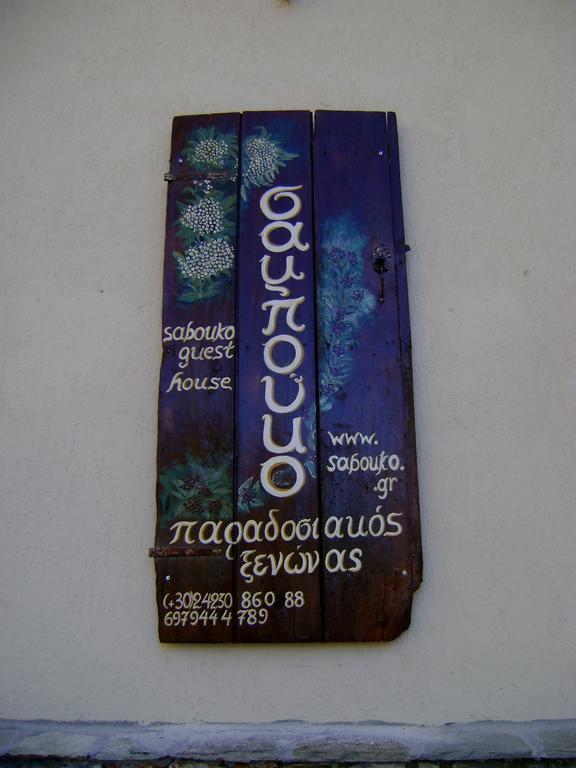 σαμπούκο
sabouko
guest
house
www.
sabouko.
.gr
παραδοσιακός
ξενώνας
(+30)24230 860 88
6979444789